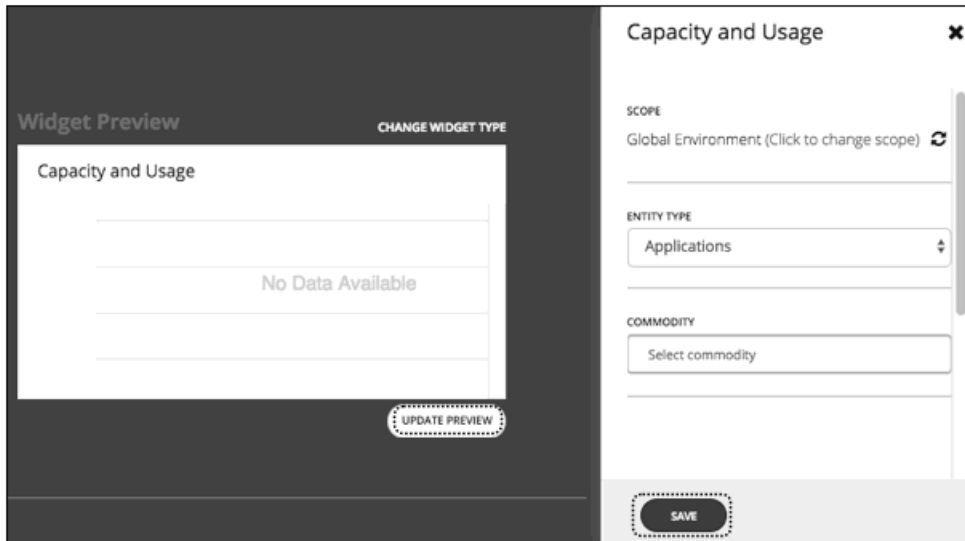 Widget Preview
CHANGE WIDGET TYPE
Capacity and Usage
No Data Available
UPDATE PREVIEW
Capacity and Usage
SCOPE
Global Environment (Click to change scope)
ENTITY TYPE
Applications
COMMODITY
Select commodity
SAVE